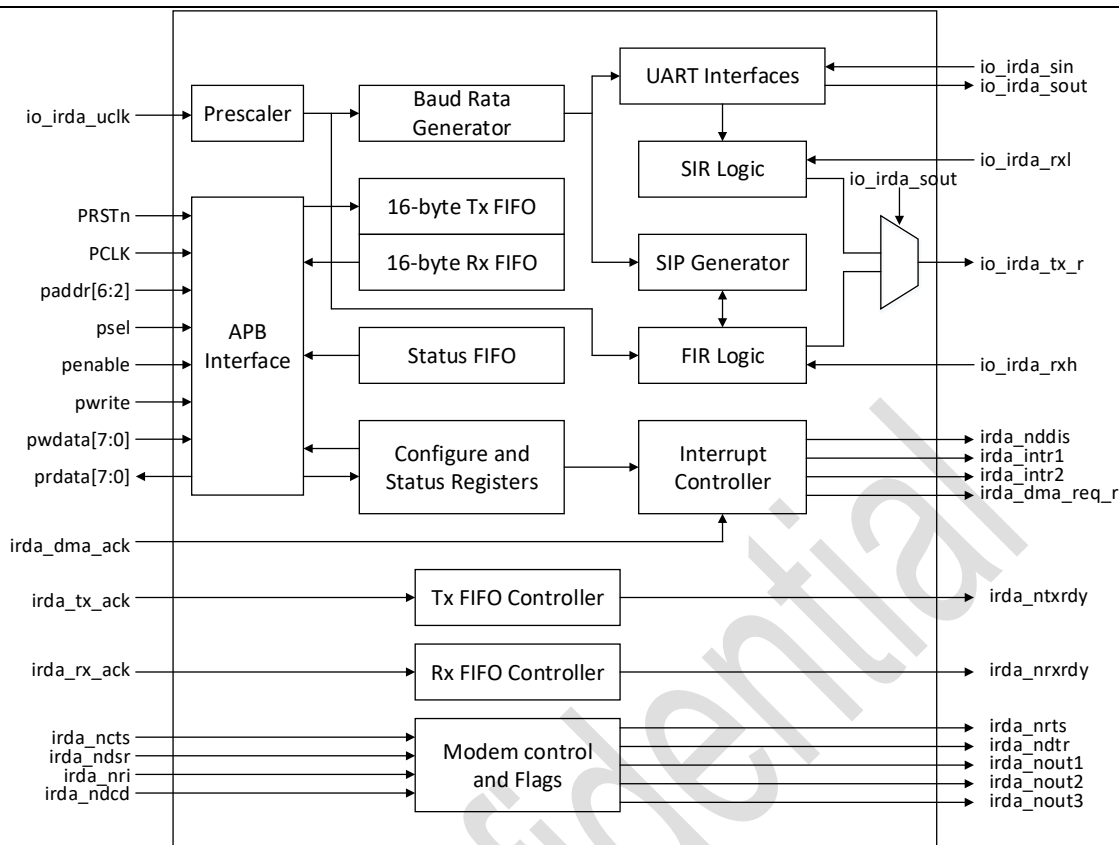 io_irda_uclk
PRSTn
PCLK
paddr[6:2]
psel
penable
pwrite
pwdata[7:0]
prdata[7:0]
irda_dma_ack
irda_tx_ack
irda_rx_ack
irda_ncts
irda_ndsr
irda_nri
irda_ndcd
Prescaler
Baud Rata
Generator
UART Interfaces
SIR Logic
io_irda_sout
APB
Interface
16-byte Tx FIFO
16-byte Rx FIFO
SIP Generator
Status FIFO
FIR Logic
Configure and
Status Registers
Interrupt
Controller
Tx FIFO Controller
Rx FIFO Controller
Modem control
and Flags
io_irda_sin
io_irda_sout
io_irda_rxl
io_irda_tx_r
io_irda_rxh
irda_nddis
irda_intr1
irda_intr2
irda_dma_req_r
irda_ntxrdy
irda_nrxrdy
irda_nrts
irda_ndtr
irda_nout1
irda_nout2
irda_nout3
fidential